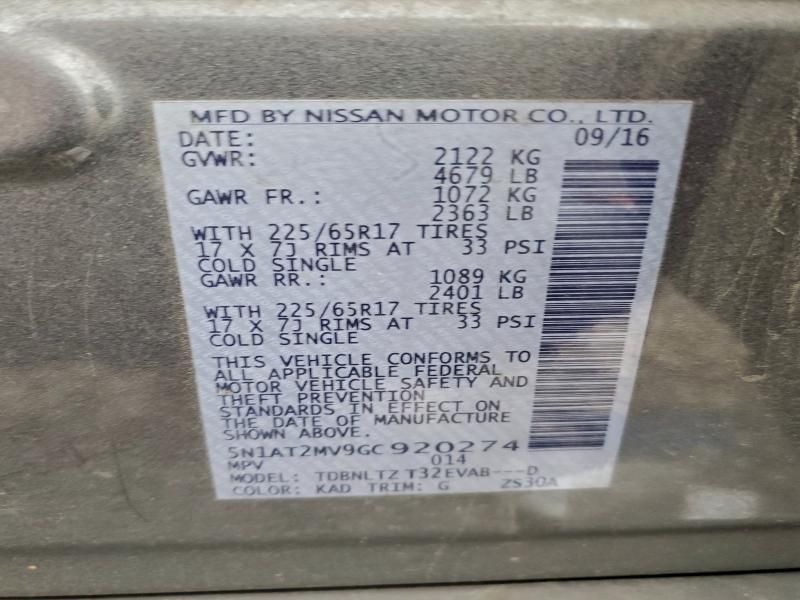 MFD BY NISSAN MOTOR CO., LTD.
DATE: 09/16
GVWR: 2122 KG
4679 LB
GAWR FR.: 1072 KG
2363 LB
WITH 225/65R17 TIRES
17 X 7J RIMS AT 33 PSI
COLD SINGLE
GAWR RR.: 1089 KG
2401 LB
WITH 225/65R17 TIRES
17 X 7J RIMS AT 33 PSI
COLD SINGLE
THIS VEHICLE CONFORMS TO
ALL APPLICABLE FEDERAL
MOTOR VEHICLE SAFETY AND
THEFT PREVENTION
STANDARDS IN EFFECT ON
THE DATE OF MANUFACTURE
SHOWN ABOVE.
5N1AT2MV9GC920274
MPV 014
MODEL: TDBNLTZ T32EVAB---D
COLOR: KAD TRIM: G ZS30A